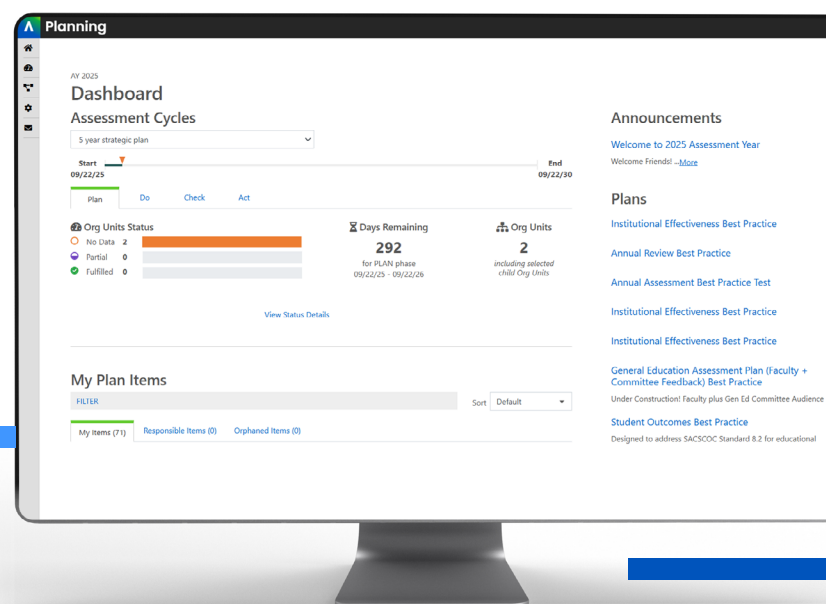 Planning
AY 2025
Dashboard
Assessment Cycles
5 year strategic plan
Start
End
09/22/25
09/22/30
Plan
Do
Check
Act
Org Units Status
No Data 2
Partial 0
Fulfilled 0
Days Remaining
292
for PLAN phase
09/22/25 - 09/22/26
Org Units
2
including selected
child Org Units
View Status Details
My Plan Items
FILTER
Sort
Default
My Items (71)
Responsible Items (0)
Orphaned Items (0)
Announcements
Welcome to 2025 Assessment Year
Welcome Friends! ...More
Plans
Institutional Effectiveness Best Practice
Annual Review Best Practice
Annual Assessment Best Practice Test
Institutional Effectiveness Best Practice
Institutional Effectiveness Best Practice
General Education Assessment Plan (Faculty +
Committee Feedback) Best Practice
Under Construction! Faculty plus Gen Ed Committee Audience
Student Outcomes Best Practice
Designed to address SACSCOC Standard 8.2 for educational